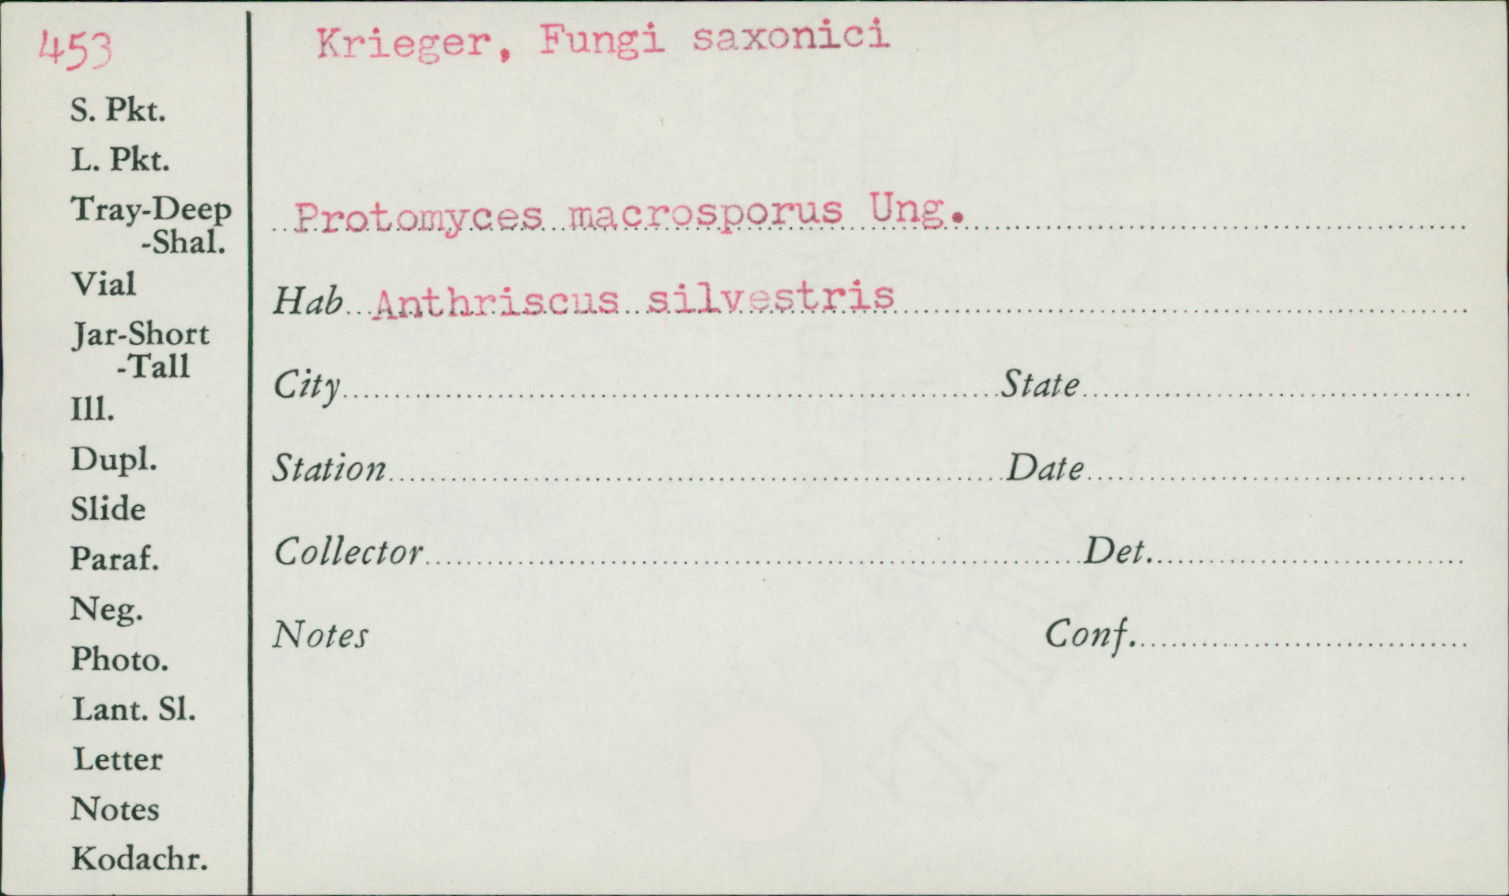 453
Krieger, Fungi saxonici
S. Pkt.
L. Pkt.
Tray-Deep
-Shal.
Vial
Jar-Short
-Tall
Ill.
Dupl.
Slide
Paraf.
Neg.
Photo.
Lant. Sl.
Letter
Notes
Kodachr.
Protomyces macrosporus Ung.
Hab Anthriscus silvestris
City State
Station Date
Collector Det.
Notes Conf.